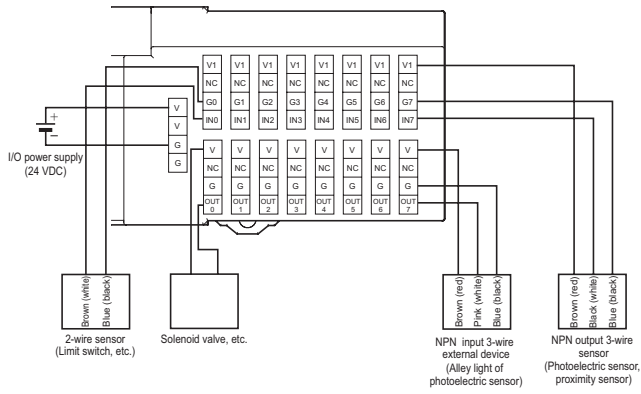 V1 V1 V1 V1 V1 V1 V1 V1
NC NC NC NC NC NC NC NC
G0 G1 G2 G3 G4 G5 G6 G7
IN0 IN1 IN2 IN3 IN4 IN5 IN6 IN7
V
V
G
G
+
−
I/O power supply
(24 VDC)
V V V V V V V V
NC NC NC NC NC NC NC NC
G G G G G G G G
OUT OUT OUT OUT OUT OUT OUT OUT
0 1 2 3 4 5 6 7
Brown (white)
Blue (black)
2-wire sensor
(Limit switch, etc.)
Solenoid valve, etc.
Brown (red)
Pink (white)
Blue (black)
NPN input 3-wire
external device
(Alley light of
photoelectric sensor)
Brown (red)
Black (white)
Blue (black)
NPN output 3-wire
sensor
(Photoelectric sensor,
proximity sensor)